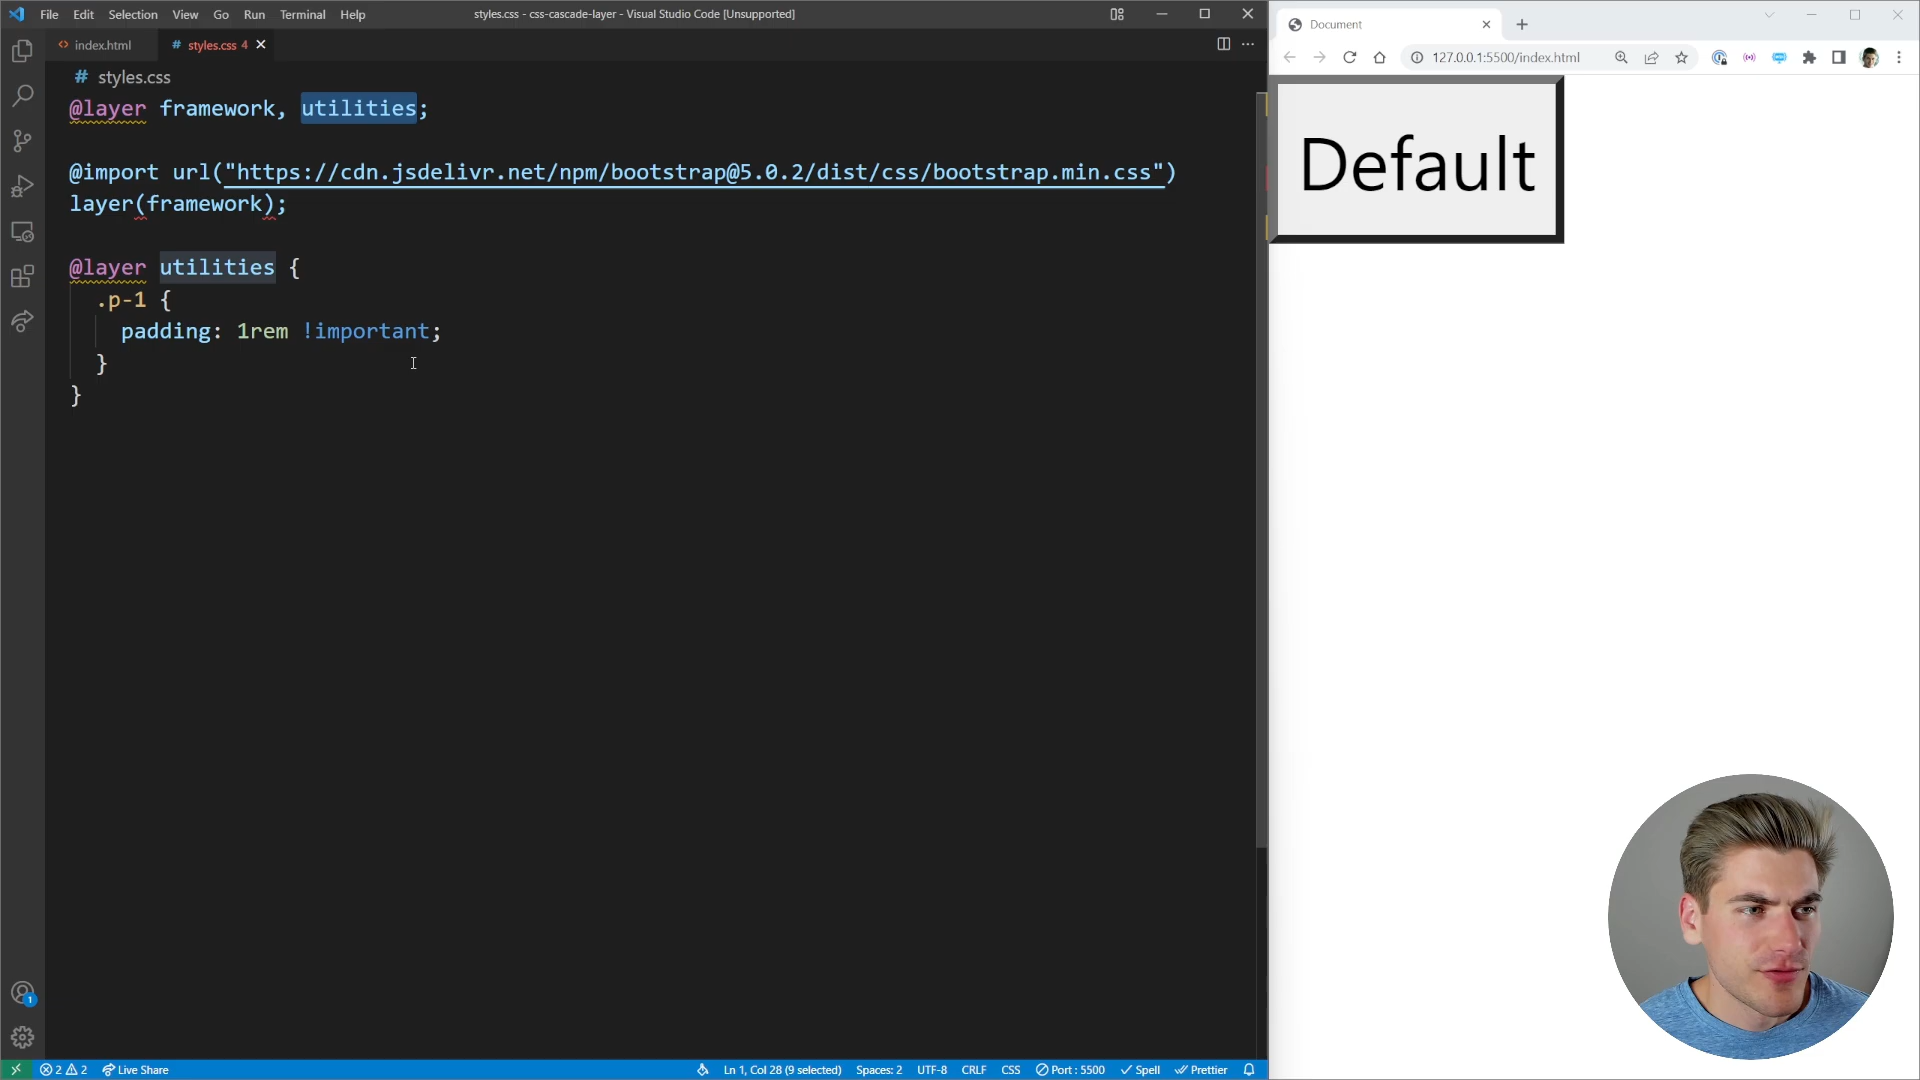 File Edit Selection View Go Run Terminal Help
styles.css - css-cascade-layer - Visual Studio Code [Unsupported]
index.html
# styles.css 4
# styles.css
@layer framework, utilities;
@import url("https://cdn.jsdelivr.net/npm/bootstrap@5.0.2/dist/css/bootstrap.min.css")
layer(framework);
@layer utilities {
.p-1 {
padding: 1rem !important;
}
}
1
2 2 Live Share
Ln 1, Col 28 (9 selected) Spaces: 2 UTF-8 CRLF CSS Port : 5500 Spell Prettier
Document
127.0.0.1:5500/index.html
Default